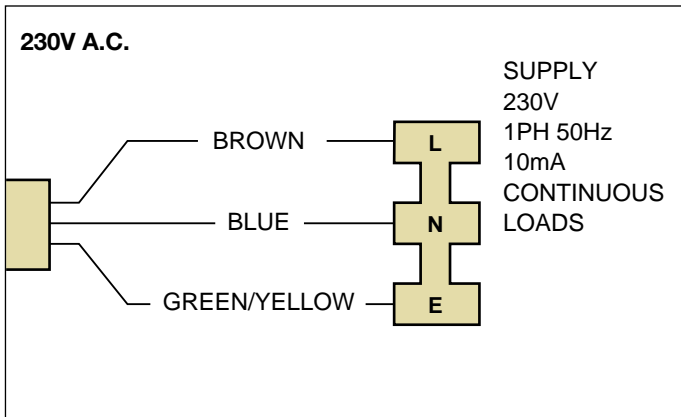 230V A.C.
BROWN
L
BLUE
N
GREEN/YELLOW
E
SUPPLY
230V
1PH 50Hz
10mA
CONTINUOUS
LOADS